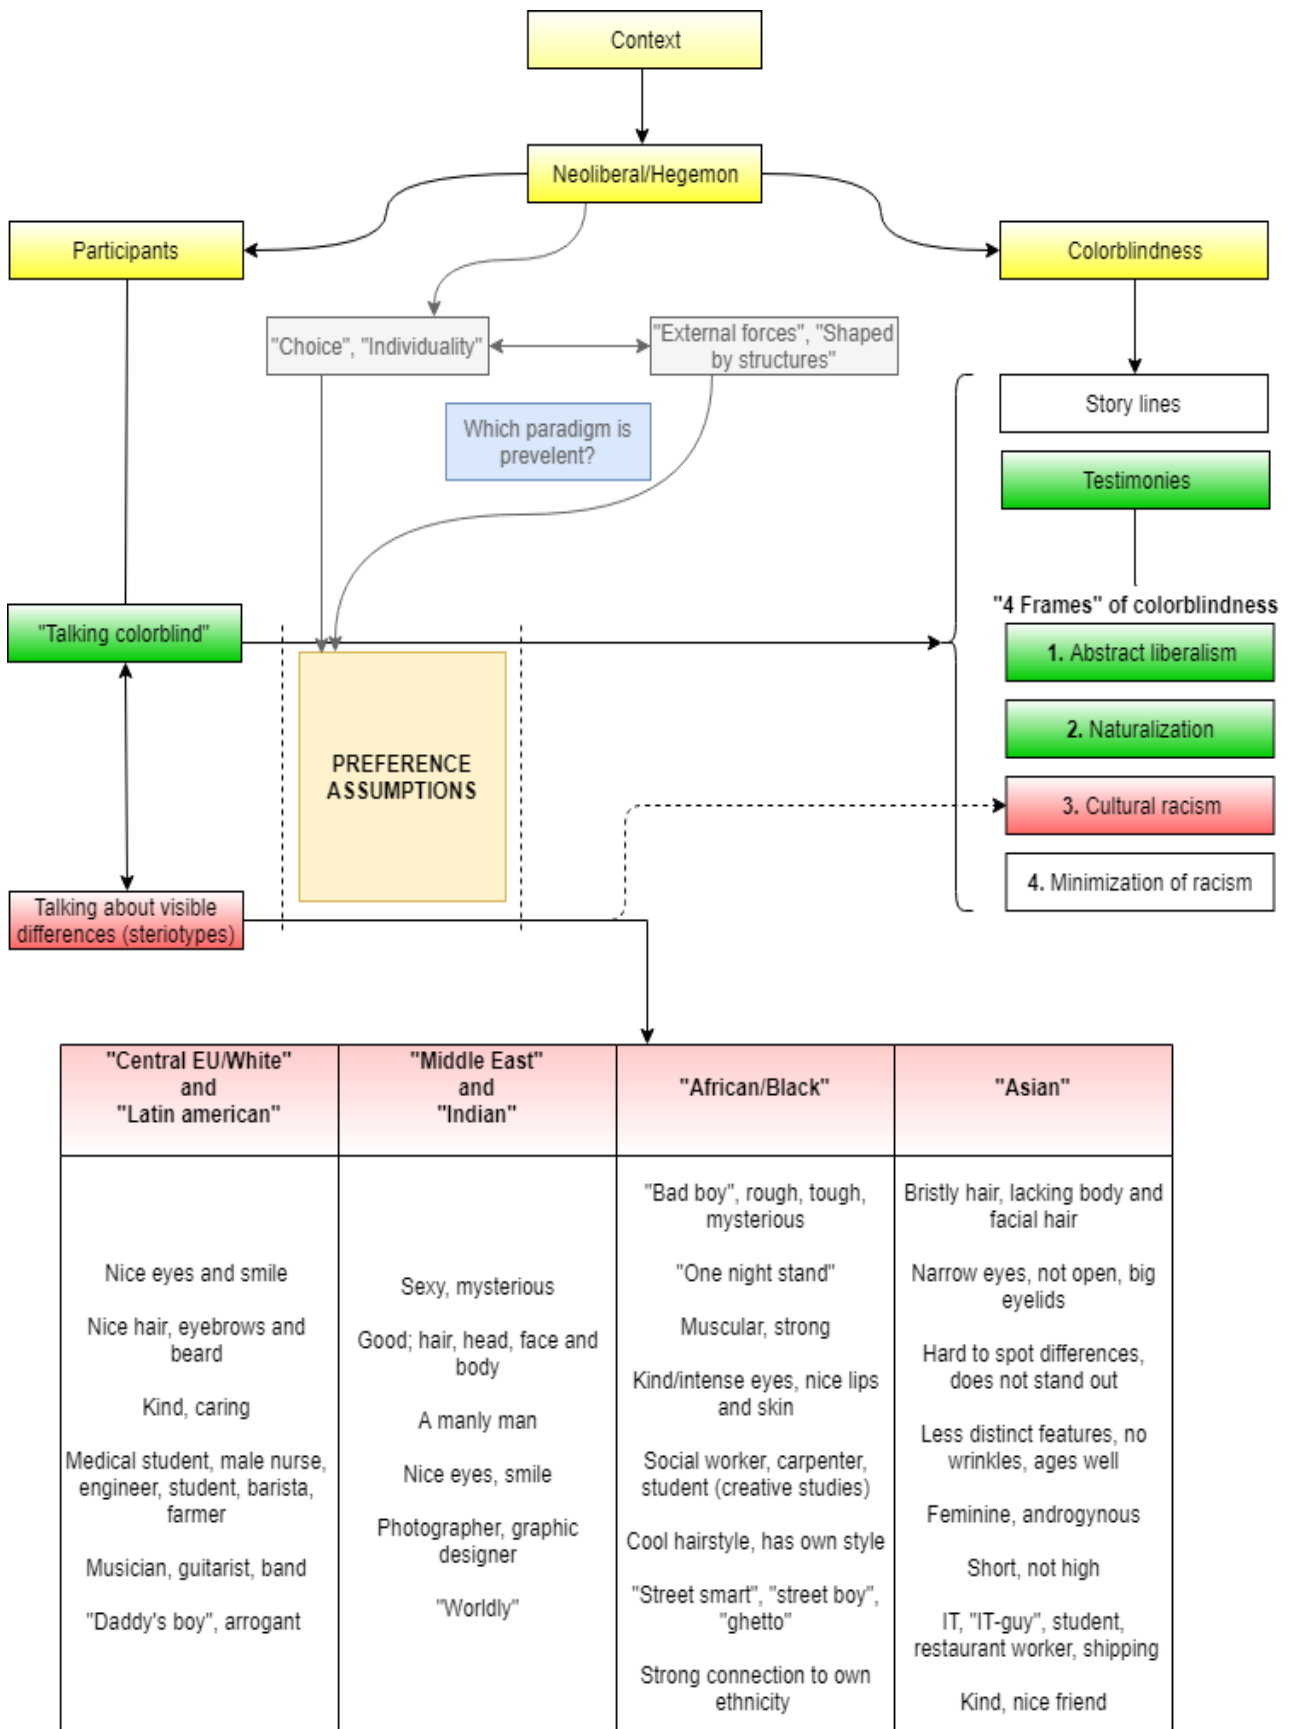 Context
Neoliberal/Hegemon
Participants
Colorblindness
"Choice", "Individuality"
"External forces", "Shaped
by structures"
Story lines
Which paradigm is
prevelent?
Testimonies
"4 Frames" of colorblindness
"Talking colorblind"
1. Abstract liberalism
2. Naturalization
PREFERENCE
ASSUMPTIONS
3. Cultural racism
4. Minimization of racism
Talking about visible
differences (steriotypes)
"Central EU/White"
and
"Latin american"
"Middle East"
and
"Indian"
"African/Black"
"Asian"
Nice eyes and smile
Nice hair, eyebrows and
beard
Kind, caring
Medical student, male nurse,
engineer, student, barista,
farmer
Musician, guitarist, band
"Daddy's boy", arrogant
Sexy, mysterious
Good; hair, head, face and
body
A manly man
Nice eyes, smile
Photographer, graphic
designer
"Worldly"
"Bad boy", rough, tough,
mysterious
"One night stand"
Muscular, strong
Kind/intense eyes, nice lips
and skin
Social worker, carpenter,
student (creative studies)
Cool hairstyle, has own style
"Street smart", "street boy",
"ghetto"
Strong connection to own
ethnicity
Bristly hair, lacking body and
facial hair
Narrow eyes, not open, big
eyelids
Hard to spot differences,
does not stand out
Less distinct features, no
wrinkles, ages well
Feminine, androgynous
Short, not high
IT, "IT-guy", student,
restaurant worker, shipping
Kind, nice friend